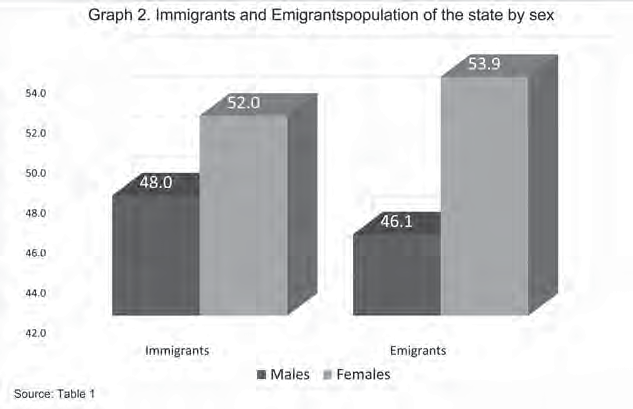 Graph 2. Immigrants and Emigrantspopulation of the state by sex
54.0
52.0
50.0
48.0
46.0
44.0
42.0
48.0
52.0
46.1
53.9
Immigrants
Emigrants
Males
Females
Source: Table 1